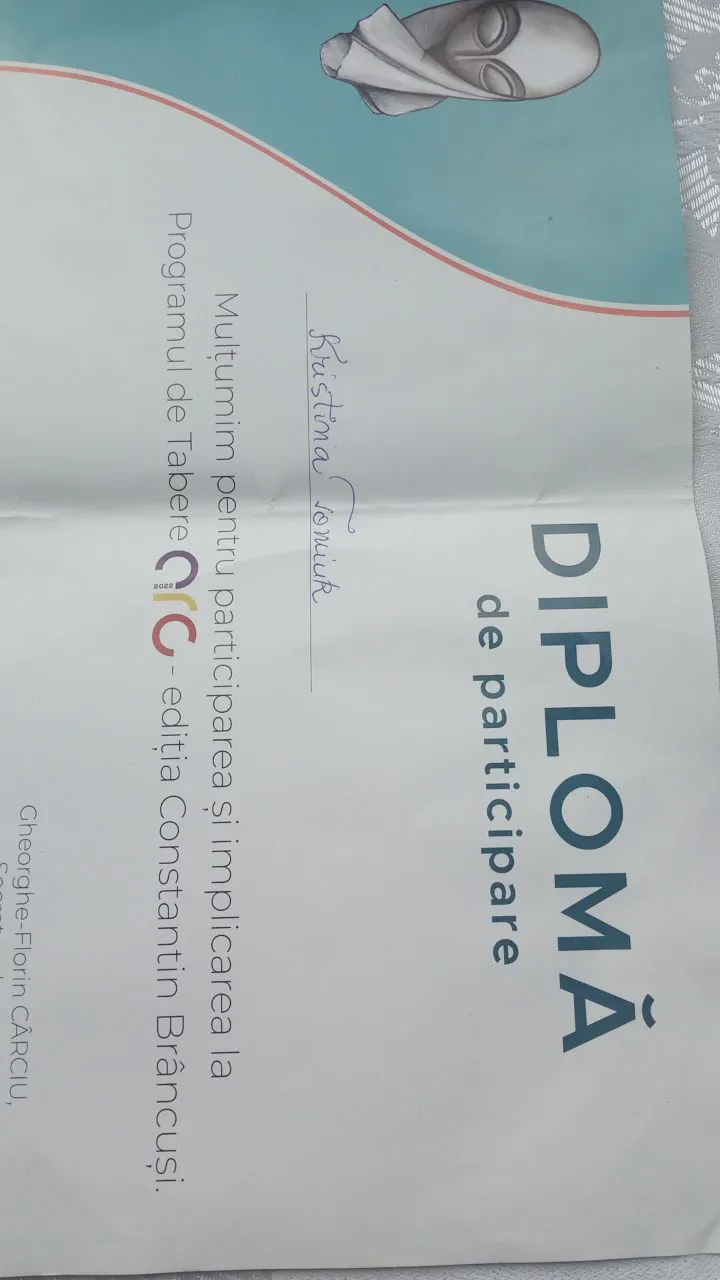 DIPLOMĂ
de participare
Kristina Tomiuk
Mulțumim pentru participarea și implicarea la
Programul de Tabere arc 2022 - ediția Constantin Brâncuși.
Gheorghe-Florin CÂRCIU,